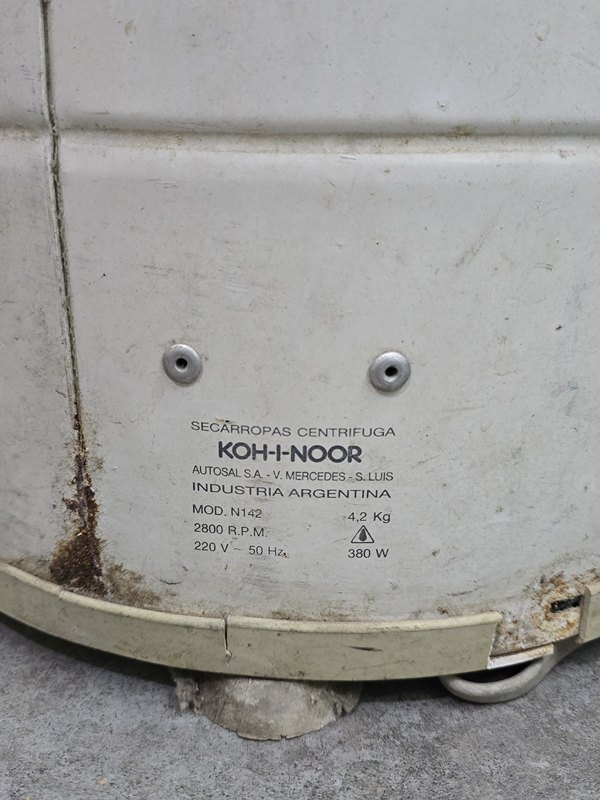 SECARROPAS CENTRIFUGA
KOH-I-NOOR
AUTOSAL S.A. - V. MERCEDES - S. LUIS
INDUSTRIA ARGENTINA
MOD. N142 4,2 Kg
2800 R.P.M.
220 V ~ 50 Hz. 380 W